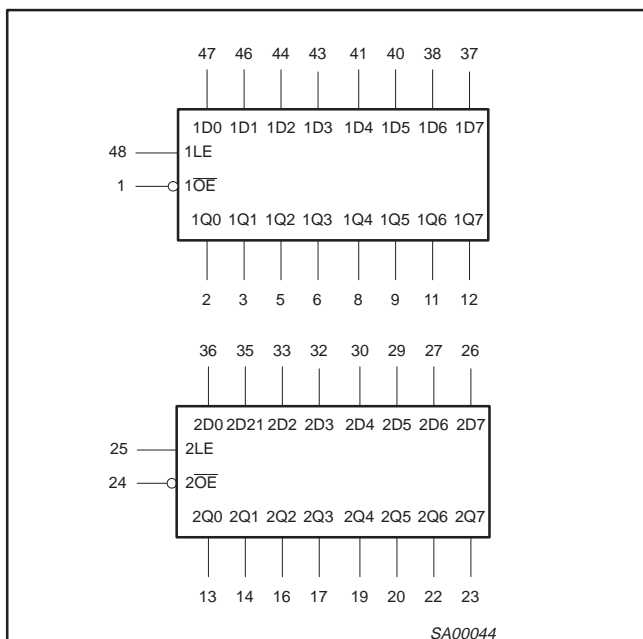 47 46 44 43 41 40 38 37
1D0 1D1 1D2 1D3 1D4 1D5 1D6 1D7
48 1LE
1 1O̅E̅
1Q0 1Q1 1Q2 1Q3 1Q4 1Q5 1Q6 1Q7
2 3 5 6 8 9 11 12
36 35 33 32 30 29 27 26
2D0 2D21 2D2 2D3 2D4 2D5 2D6 2D7
25 2LE
24 2O̅E̅
2Q0 2Q1 2Q2 2Q3 2Q4 2Q5 2Q6 2Q7
13 14 16 17 19 20 22 23
SA00044